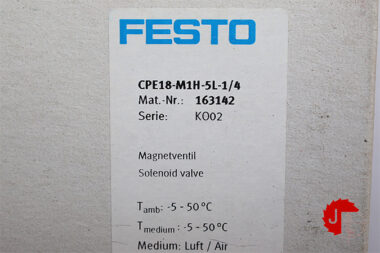 FESTO
CPE18-M1H-5L-1/4
Mat.-Nr.: 163142
Serie: KO02
Magnetventil
Solenoid valve
Tamb: -5 - 50 °C
Tmedium : -5 - 50 °C
Medium: Luft / Air
J